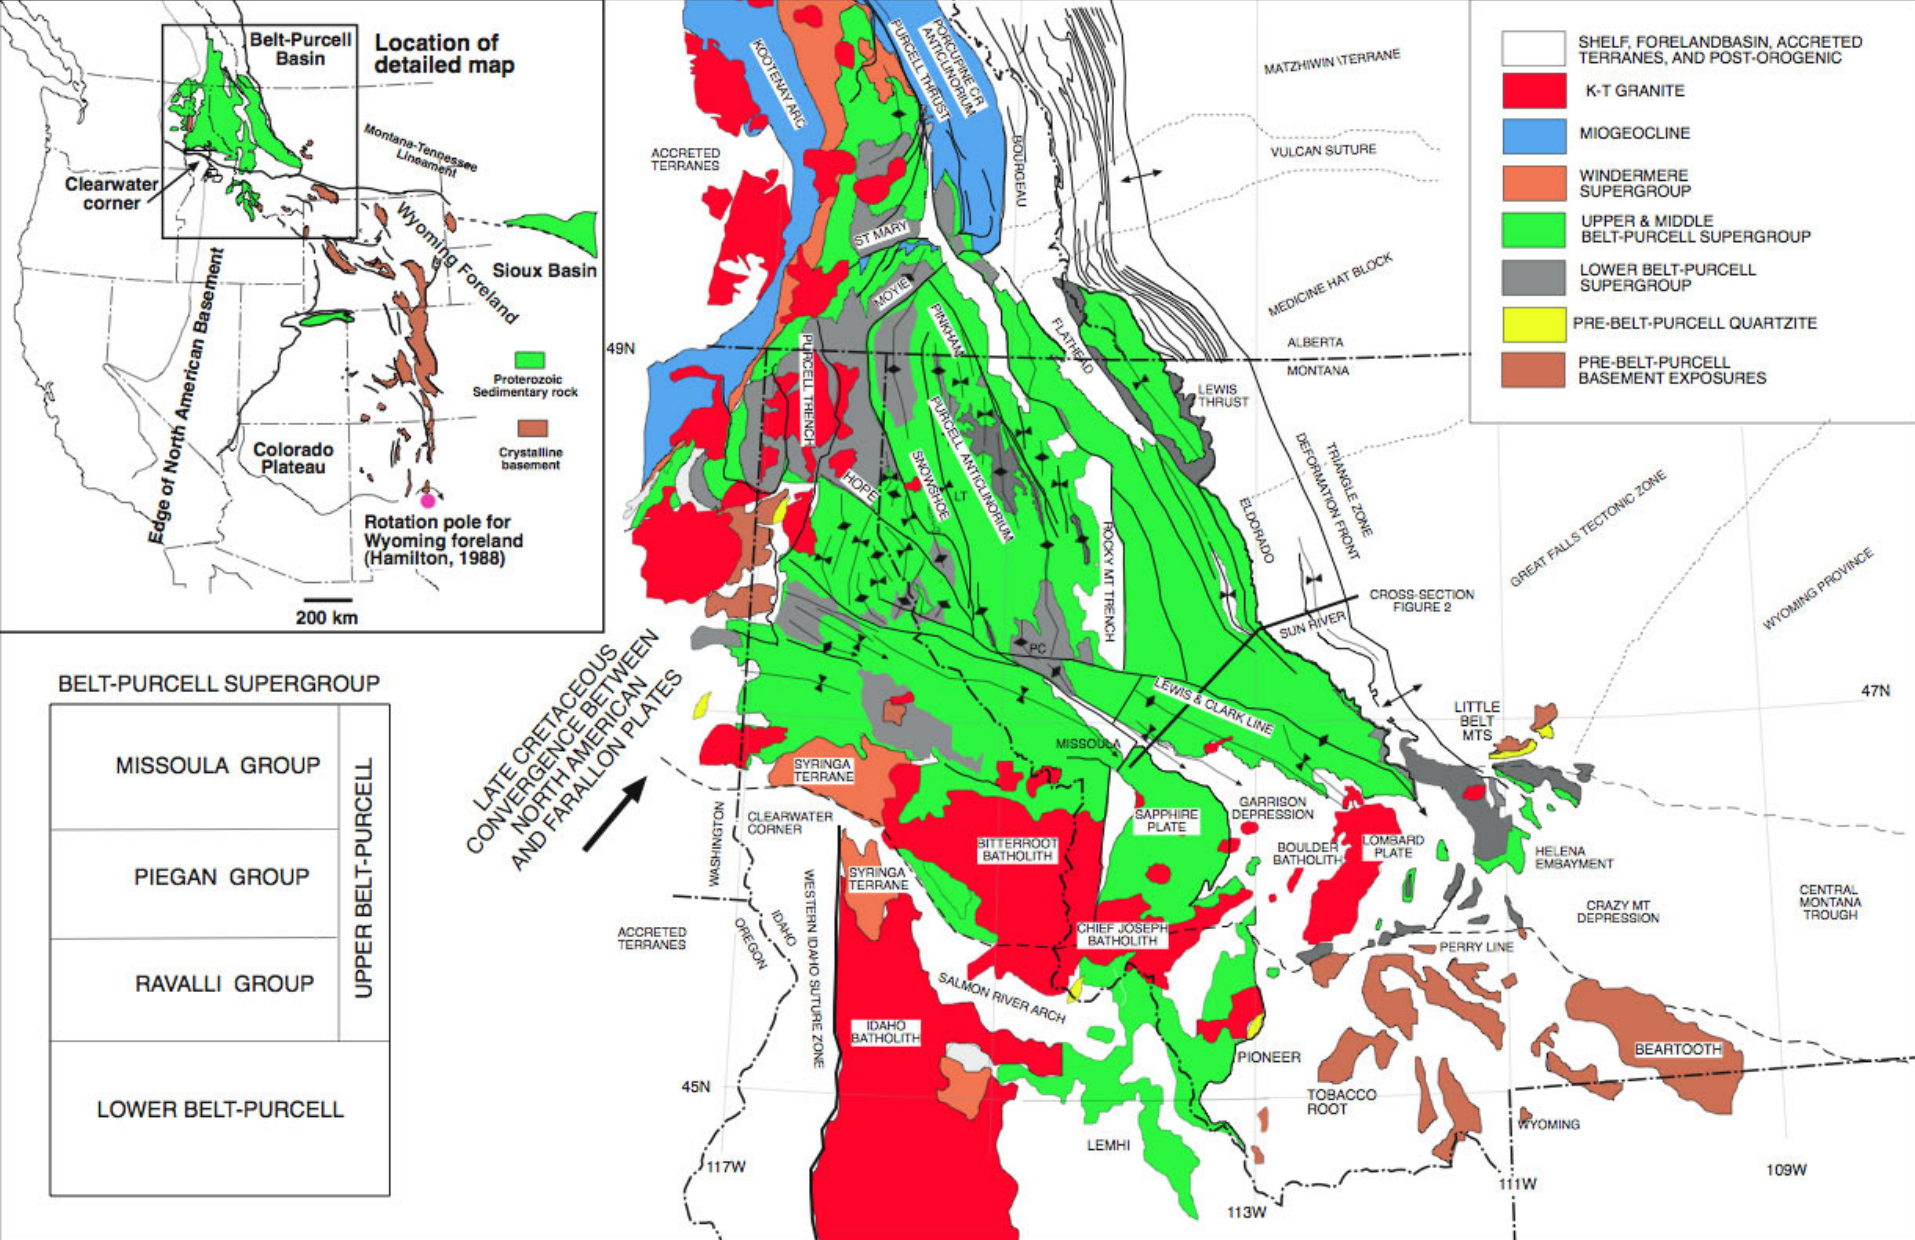 Belt-Purcell
Basin
Location of
detailed map
Montana-Tennessee
Lineament
Clearwater
corner
Wyoming Foreland
Sioux Basin
Edge of North American Basement
Proterozoic
Sedimentary rock
Colorado
Plateau
Crystalline
basement
Rotation pole for
Wyoming foreland
(Hamilton, 1988)
200 km
BELT-PURCELL SUPERGROUP
MISSOULA GROUP
PIEGAN GROUP
RAVALLI GROUP
UPPER BELT-PURCELL
LOWER BELT-PURCELL
LATE CRETACEOUS
CONVERGENCE BETWEEN
NORTH AMERICAN
AND FARALLON PLATES
SHELF, FORELANDBASIN, ACCRETED
TERRANES, AND POST-OROGENIC
K-T GRANITE
MIOGEOCLINE
WINDERMERE
SUPERGROUP
UPPER & MIDDLE
BELT-PURCELL SUPERGROUP
LOWER BELT-PURCELL
SUPERGROUP
PRE-BELT-PURCELL QUARTZITE
PRE-BELT-PURCELL
BASEMENT EXPOSURES
KOOTENAY ARC
PURCELL THRUST
PORCUPINE CR
ANTICLINORIUM
BOURGEAU
MATZHIWIN \TERRANE
VULCAN SUTURE
ACCRETED
TERRANES
ST MARY
MEDICINE HAT BLOCK
MOYIE
PINKHAM
FLATHEAD
49N
ALBERTA
MONTANA
PURCELL TRENCH
LEWIS
THRUST
PURCELL ANTICLINORIUM
SNOWSHOE
HOPE
LT
TRIANGLE ZONE
DEFORMATION FRONT
ELDORADO
ROCKY MT TRENCH
GREAT FALLS TECTONIC ZONE
WYOMING PROVINCE
CROSS-SECTION
FIGURE 2
SUN RIVER
PC
47N
LEWIS & CLARK LINE
LITTLE
BELT
MTS
MISSOULA
SYRINGA
TERRANE
CLEARWATER
CORNER
WASHINGTON
GARRISON
DEPRESSION
SAPPHIRE
PLATE
BITTERROOT
BATHOLITH
BOULDER
BATHOLITH
LOMBARD
PLATE
HELENA
EMBAYMENT
SYRINGA
TERRANE
CRAZY MT
DEPRESSION
CENTRAL
MONTANA
TROUGH
ACCRETED
TERRANES
IDAHO
OREGON
WESTERN IDAHO SUTURE ZONE
CHIEF JOSEPH
BATHOLITH
PERRY LINE
SALMON RIVER ARCH
IDAHO
BATHOLITH
BEARTOOTH
PIONEER
45N
TOBACCO
ROOT
WYOMING
LEMHI
117W
113W
111W
109W